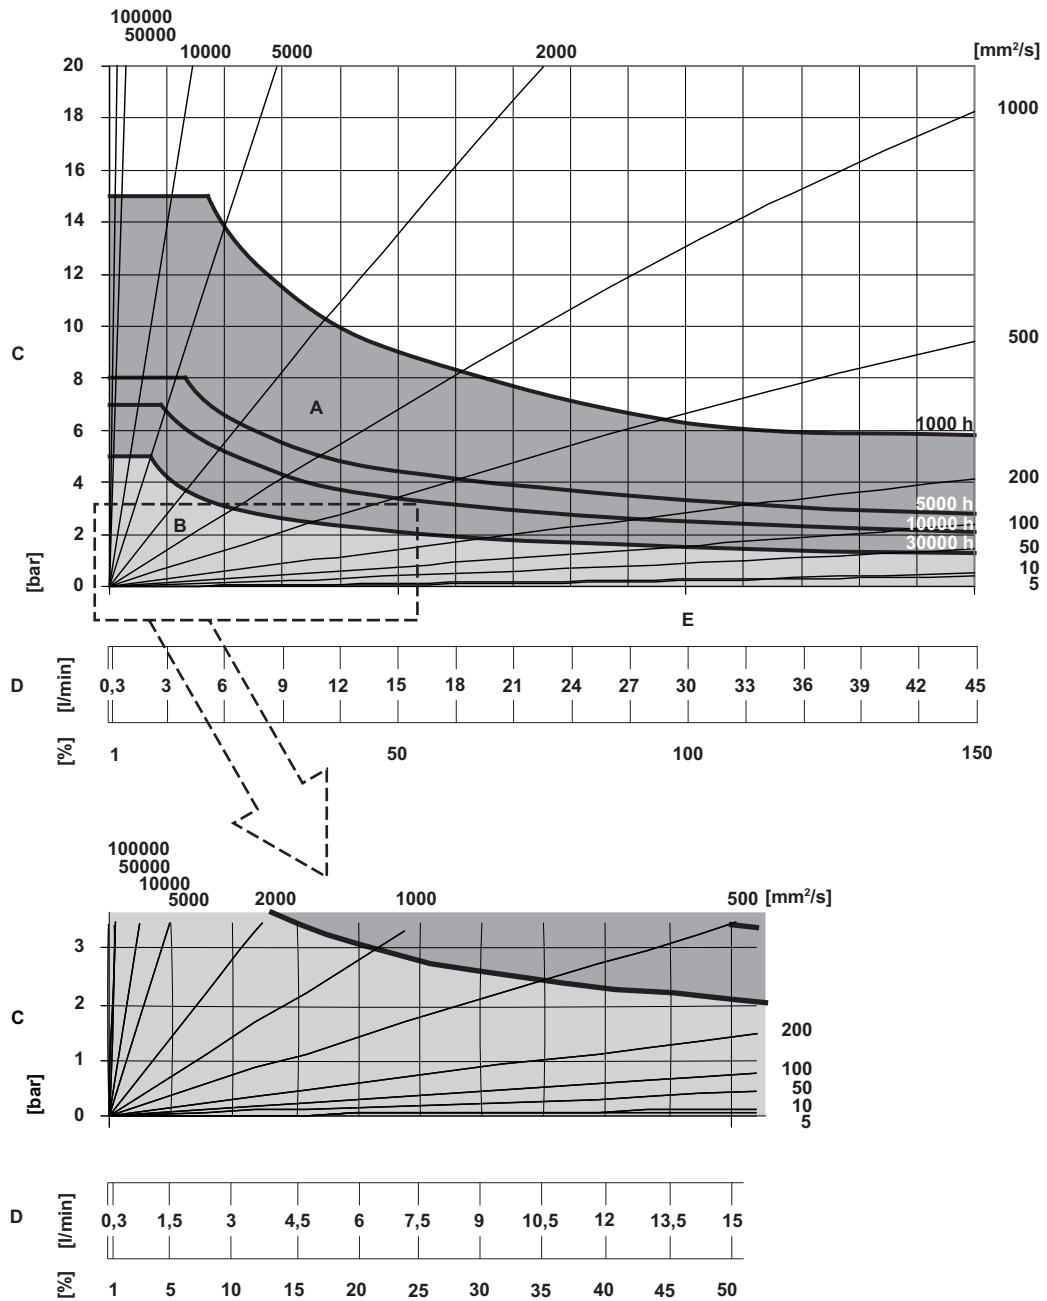 100000
50000
10000 5000 2000 [mm²/s]
20
18
1000
16
14
12
10
500
C
8
A
6
1000 h
4
200
5000 h
B
100
10000 h
2
50
30000 h
[bar]
10
0
5
E
D [l/min] 0,3 3 6 9 12 15 18 21 24 27 30 33 36 39 42 45
[%] 1 50 100 150
100000
50000
10000
5000 2000 1000 500 [mm²/s]
3
2
C
200
1
100
[bar]
50
10
0
5
D [l/min] 0,3 1,5 3 4,5 6 7,5 9 10,5 12 13,5 15
[%] 1 5 10 15 20 25 30 35 40 45 50